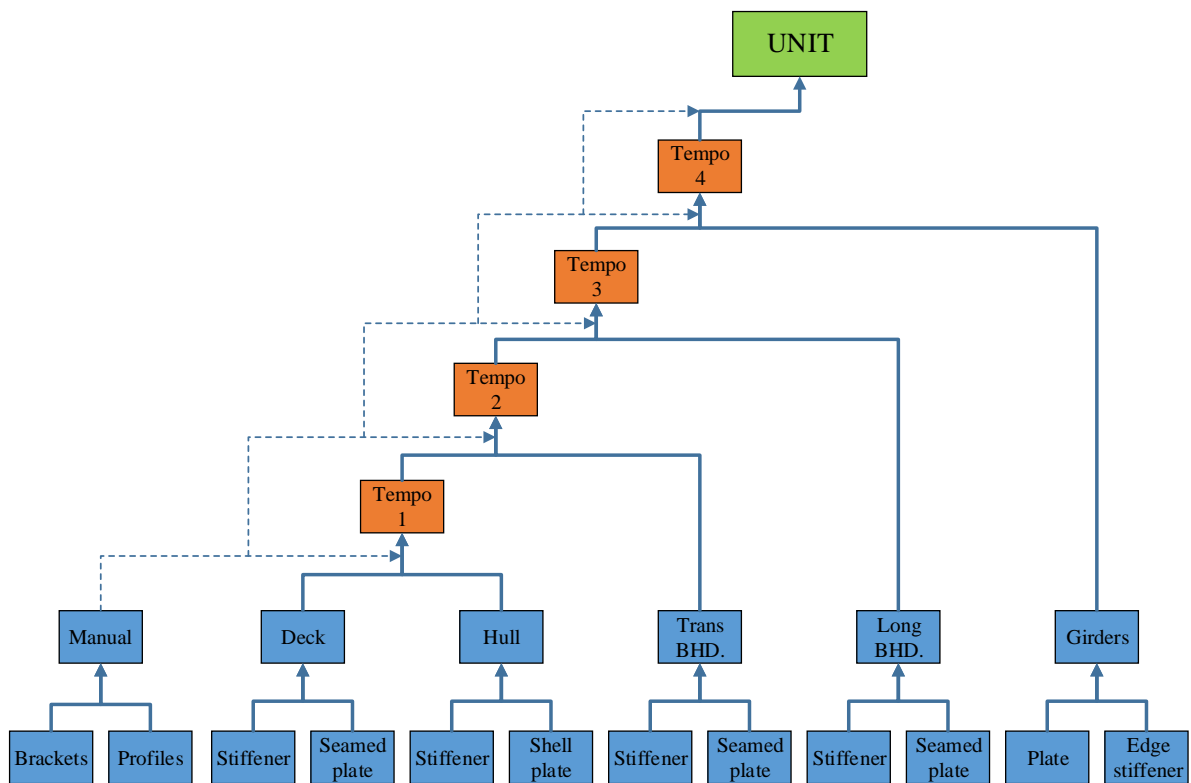 UNIT
Tempo
4
Tempo
3
Tempo
2
Tempo
1
Manual
Deck
Hull
Trans
BHD.
Long
BHD.
Girders
Brackets
Profiles
Stiffener
Seamed
plate
Stiffener
Shell
plate
Stiffener
Seamed
plate
Stiffener
Seamed
plate
Plate
Edge
stiffener